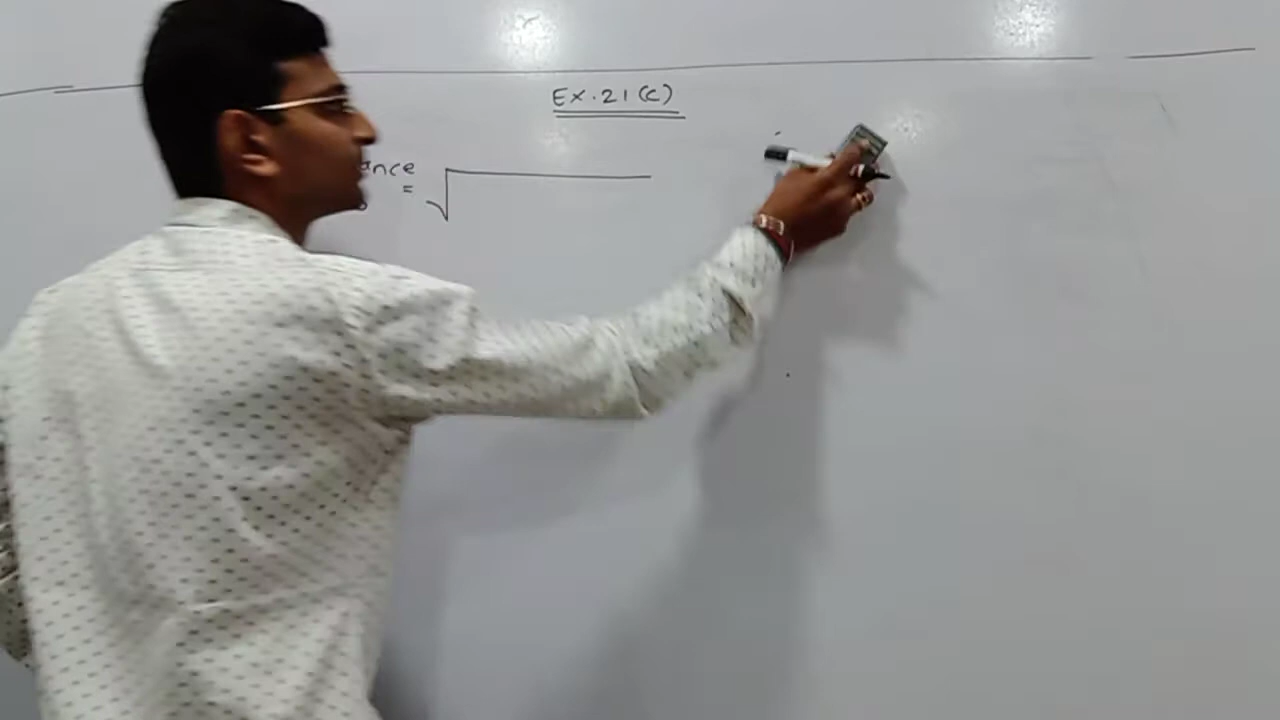 Ex. 21 (C)
ance
= √